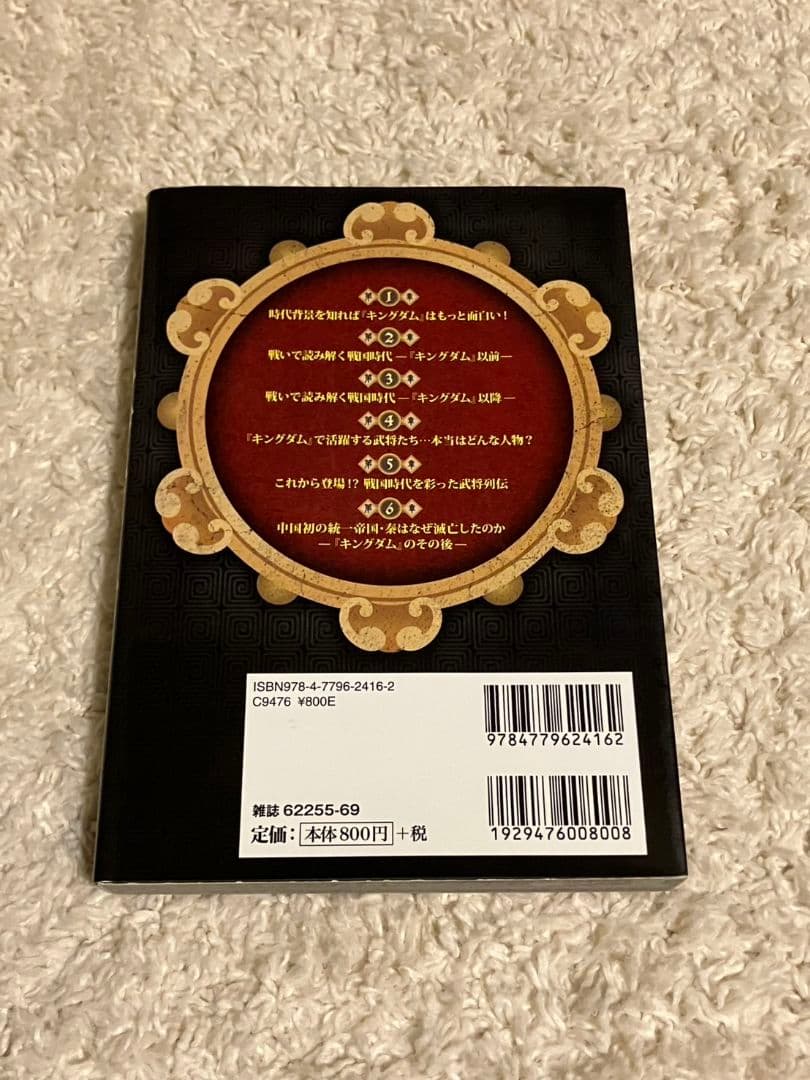 第1章
時代背景を知れば『キングダム』はもっと面白い!
第2章
戦いで読み解く戦国時代 ―『キングダム』以前―
第3章
戦いで読み解く戦国時代 ―『キングダム』以降―
第4章
『キングダム』で活躍する武将たち…本当はどんな人物?
第5章
これから登場!? 戦国時代を彩った武将列伝
第6章
中国初の統一帝国・秦はなぜ滅亡したのか
―『キングダム』のその後―
ISBN978-4-7796-2416-2
C9476 ¥800E
9784779624162
雑誌 62255-69
定価:本体800円+税
1929476008008